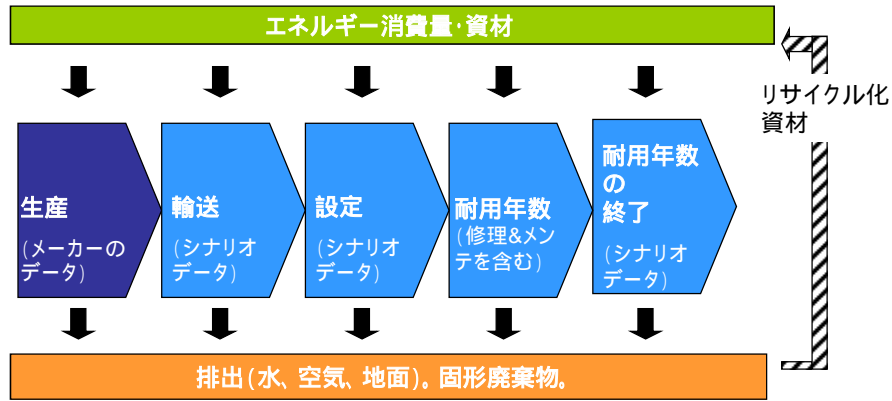 エネルギー消費量・資材
リサイクル化
資材
生産
(メーカーの
データ)
輸送
(シナリオ
データ)
設定
(シナリオ
データ)
耐用年数
(修理&メン
テを含む)
耐用年数
の
終了
(シナリオ
データ)
排出(水、空気、地面)。固形廃棄物。